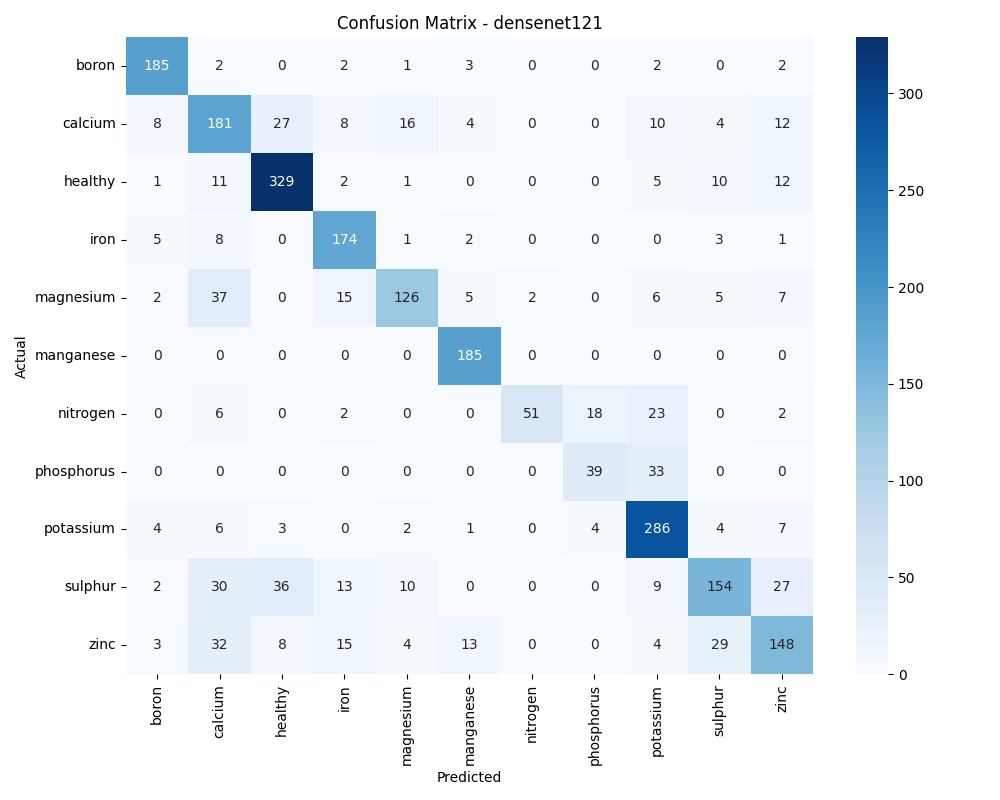 Confusion Matrix - densenet121
boron 185 2 0 2 1 3 0 0 2 0 2
calcium 8 181 27 8 16 4 0 0 10 4 12
healthy 1 11 329 2 1 0 0 0 5 10 12
iron 5 8 0 174 1 2 0 0 0 3 1
magnesium 2 37 0 15 126 5 2 0 6 5 7
manganese 0 0 0 0 0 185 0 0 0 0 0
nitrogen 0 6 0 2 0 0 51 18 23 0 2
phosphorus 0 0 0 0 0 0 0 39 33 0 0
potassium 4 6 3 0 2 1 0 4 286 4 7
sulphur 2 30 36 13 10 0 0 0 9 154 27
zinc 3 32 8 15 4 13 0 0 4 29 148
boron calcium healthy iron magnesium manganese nitrogen phosphorus potassium sulphur zinc
Predicted
Actual
300
250
200
150
100
50
0